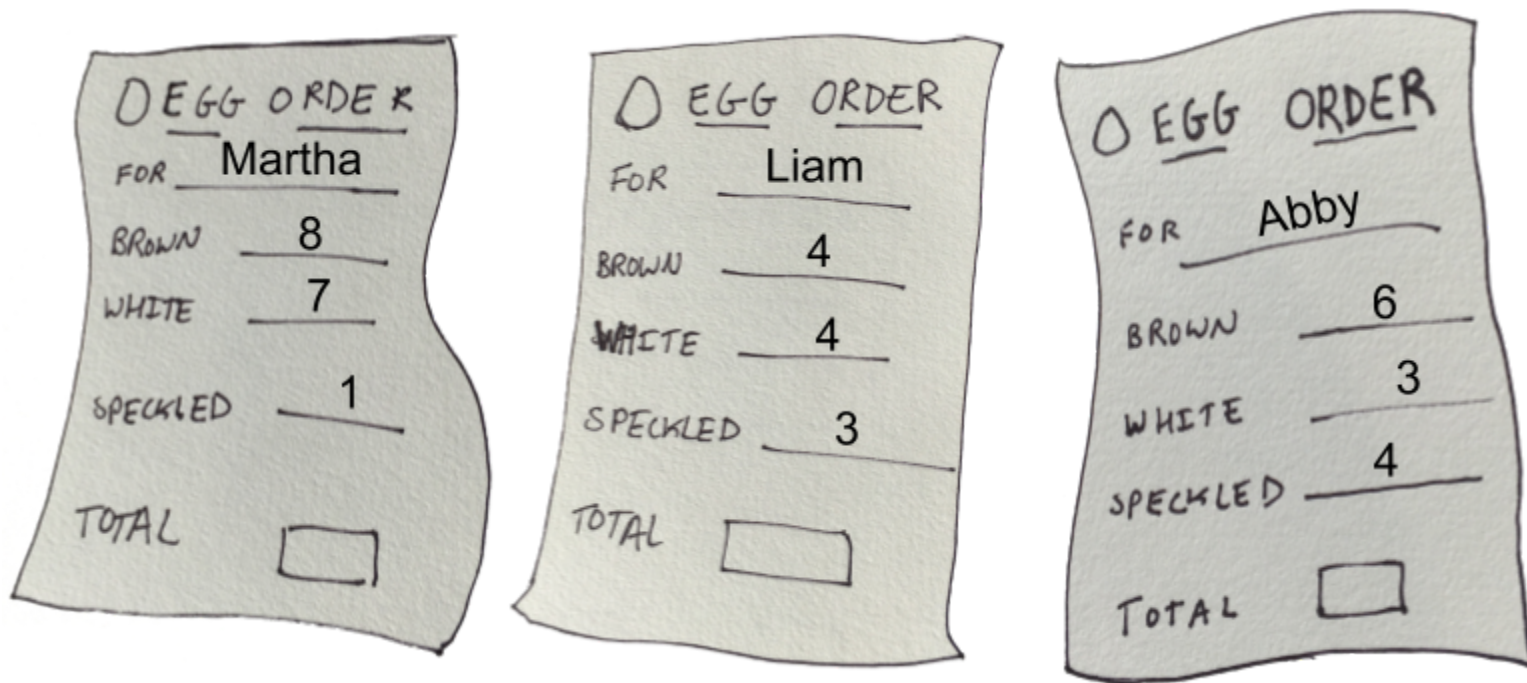 EGG ORDER
FOR Martha
BROWN 8
WHITE 7
SPECKLED 1
TOTAL
EGG ORDER
FOR Liam
BROWN 4
WHITE 4
SPECKLED 3
TOTAL
EGG ORDER
FOR Abby
BROWN 6
WHITE 3
SPECKLED 4
TOTAL